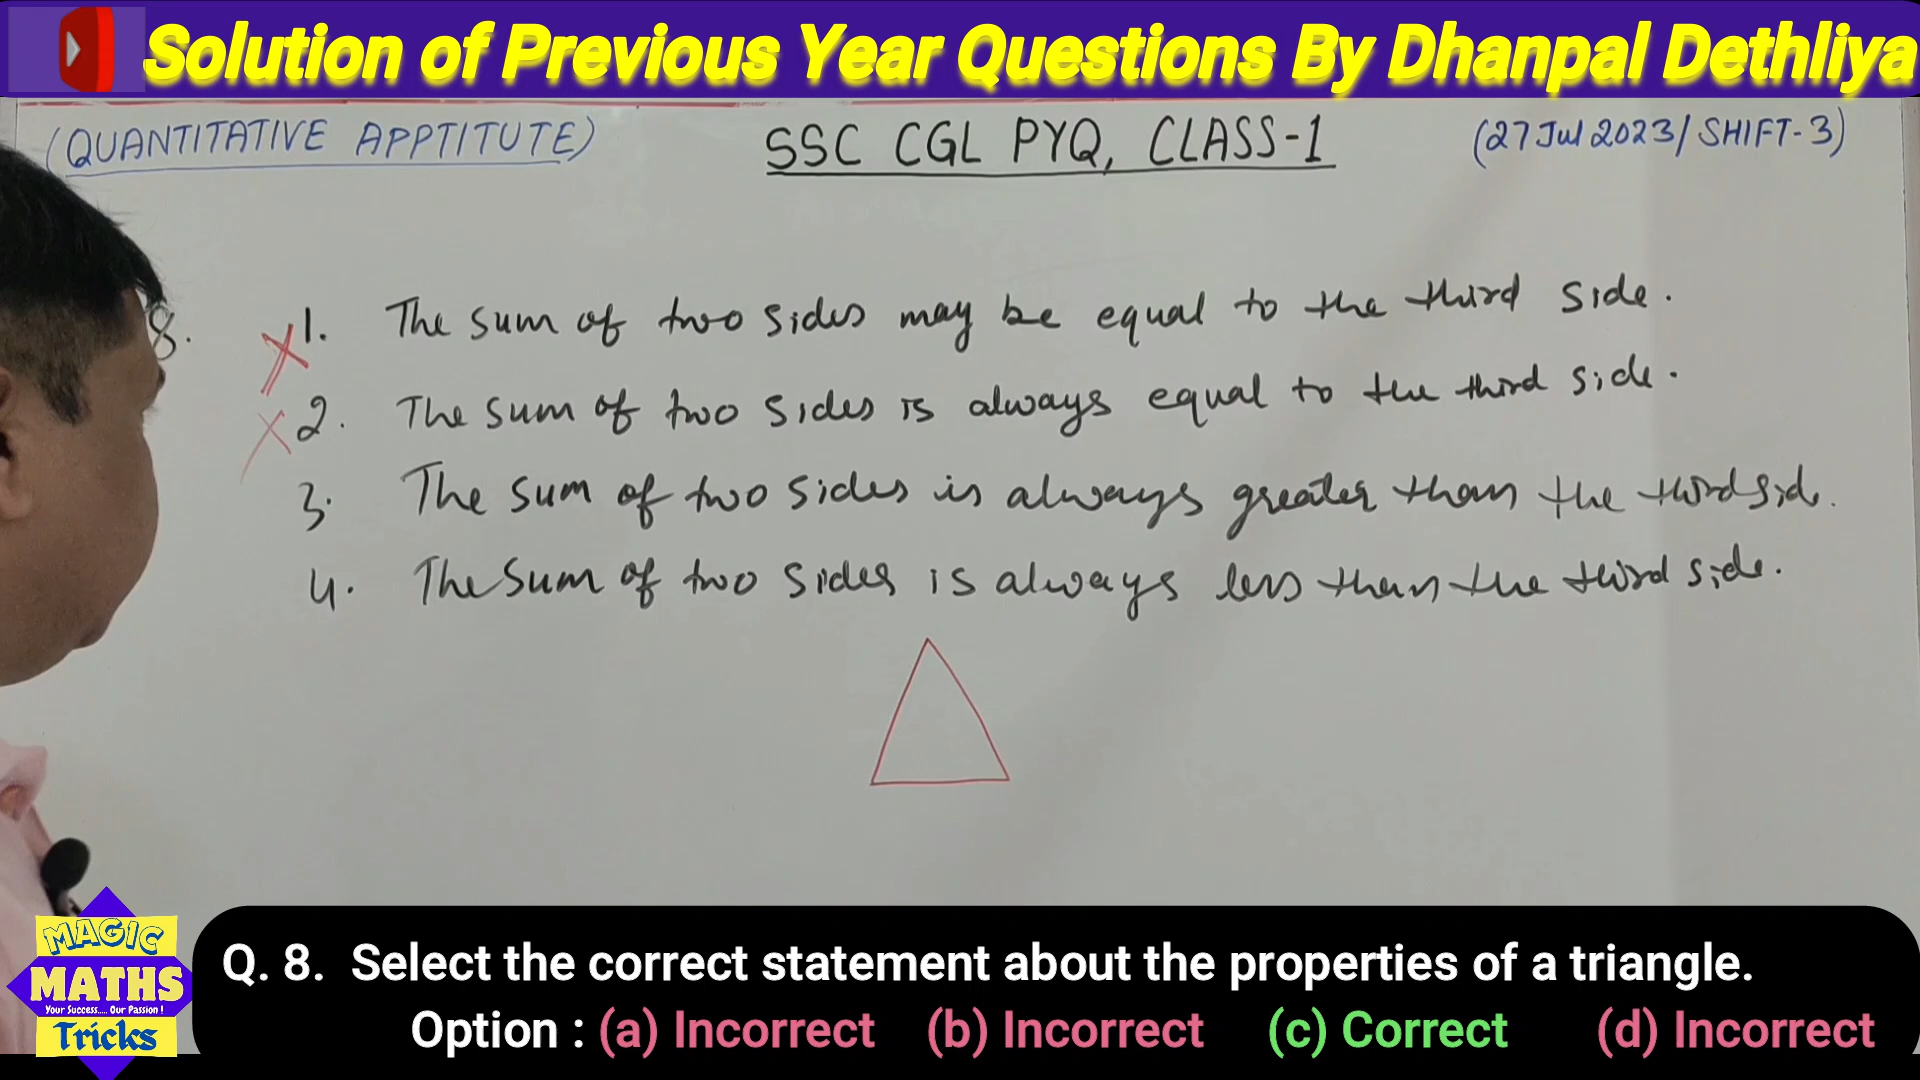 Solution of Previous Year Questions By Dhanpal Dethliya
(QUANTITATIVE APPTITUTE) SSC CGL PYQ, CLASS-1 (27 Jul 2023/ SHIFT-3)
8. 1. The sum of two sides may be equal to the third side.
2. The sum of two sides is always equal to the third side.
3. The sum of two sides is always greater than the third side.
4. The sum of two sides is always less than the third side.
MAGIC
MATHS
Your Success..... Our Passion !
Tricks
Q. 8. Select the correct statement about the properties of a triangle.
Option : (a) Incorrect (b) Incorrect (c) Correct (d) Incorrect